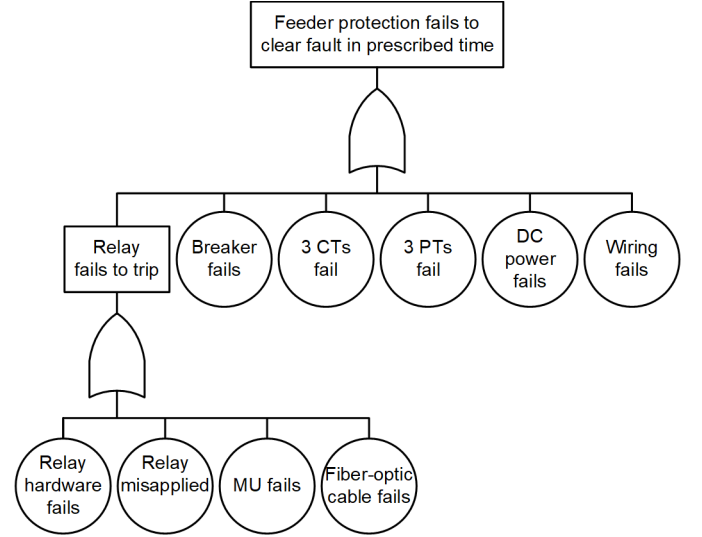 Feeder protection fails to
clear fault in prescribed time
Relay
fails to trip
Breaker
fails
3 CTs
fail
3 PTs
fail
DC
power
fails
Wiring
fails
Relay
hardware
fails
Relay
misapplied
MU fails
Fiber-optic
cable fails